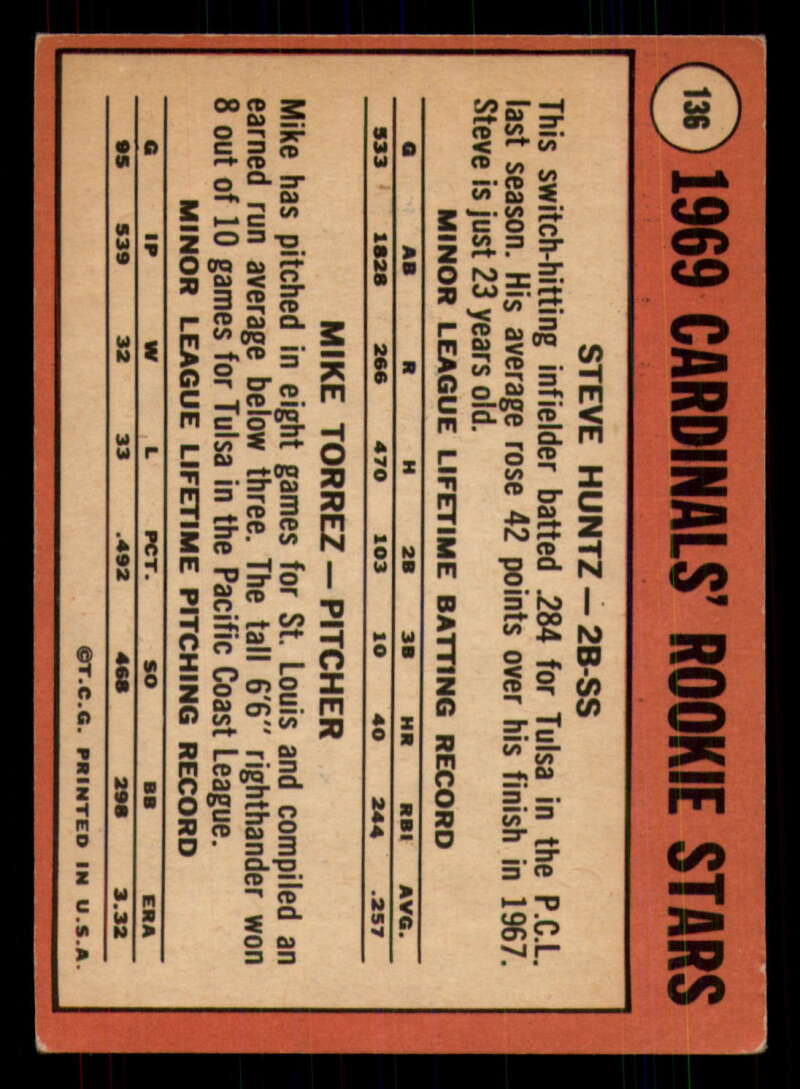 136
1969 CARDINALS' ROOKIE STARS
STEVE HUNTZ—2B-SS
This switch-hitting infielder batted .284 for Tulsa in the P.C.L.
last season. His average rose 42 points over his finish in 1967.
Steve is just 23 years old.
MINOR LEAGUE LIFETIME BATTING RECORD
G AB R H 2B 3B HR RBI AVG.
533 1828 266 470 103 10 40 244 .257
MIKE TORREZ—PITCHER
Mike has pitched in eight games for St. Louis and compiled an
earned run average below three. The tall 6'6" righthander won
8 out of 10 games for Tulsa in the Pacific Coast League.
MINOR LEAGUE LIFETIME PITCHING RECORD
G IP W L PCT. SO BB ERA
95 539 32 33 .492 468 298 3.32
©T.C.G. PRINTED IN U.S.A.